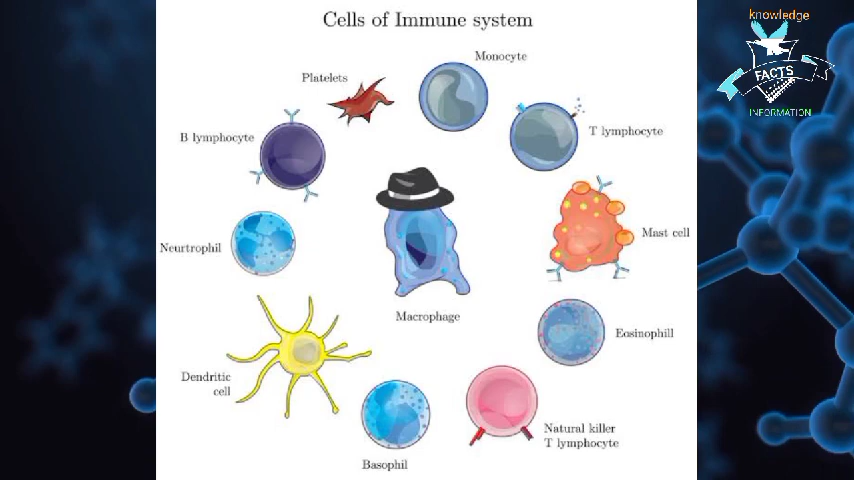 Cells of Immune system
knowledge
FACTS
INFORMATION
Monocyte
Platelets
T lymphocyte
B lymphocyte
Mast cell
Neurtrophil
Macrophage
Eosinophill
Dendritic
cell
Natural killer
T lymphocyte
Basophil